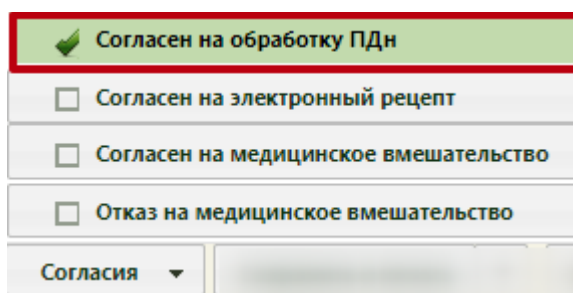 Согласен на обработку ПДн
Согласен на электронный рецепт
Согласен на медицинское вмешательство
Отказ на медицинское вмешательство
Согласия